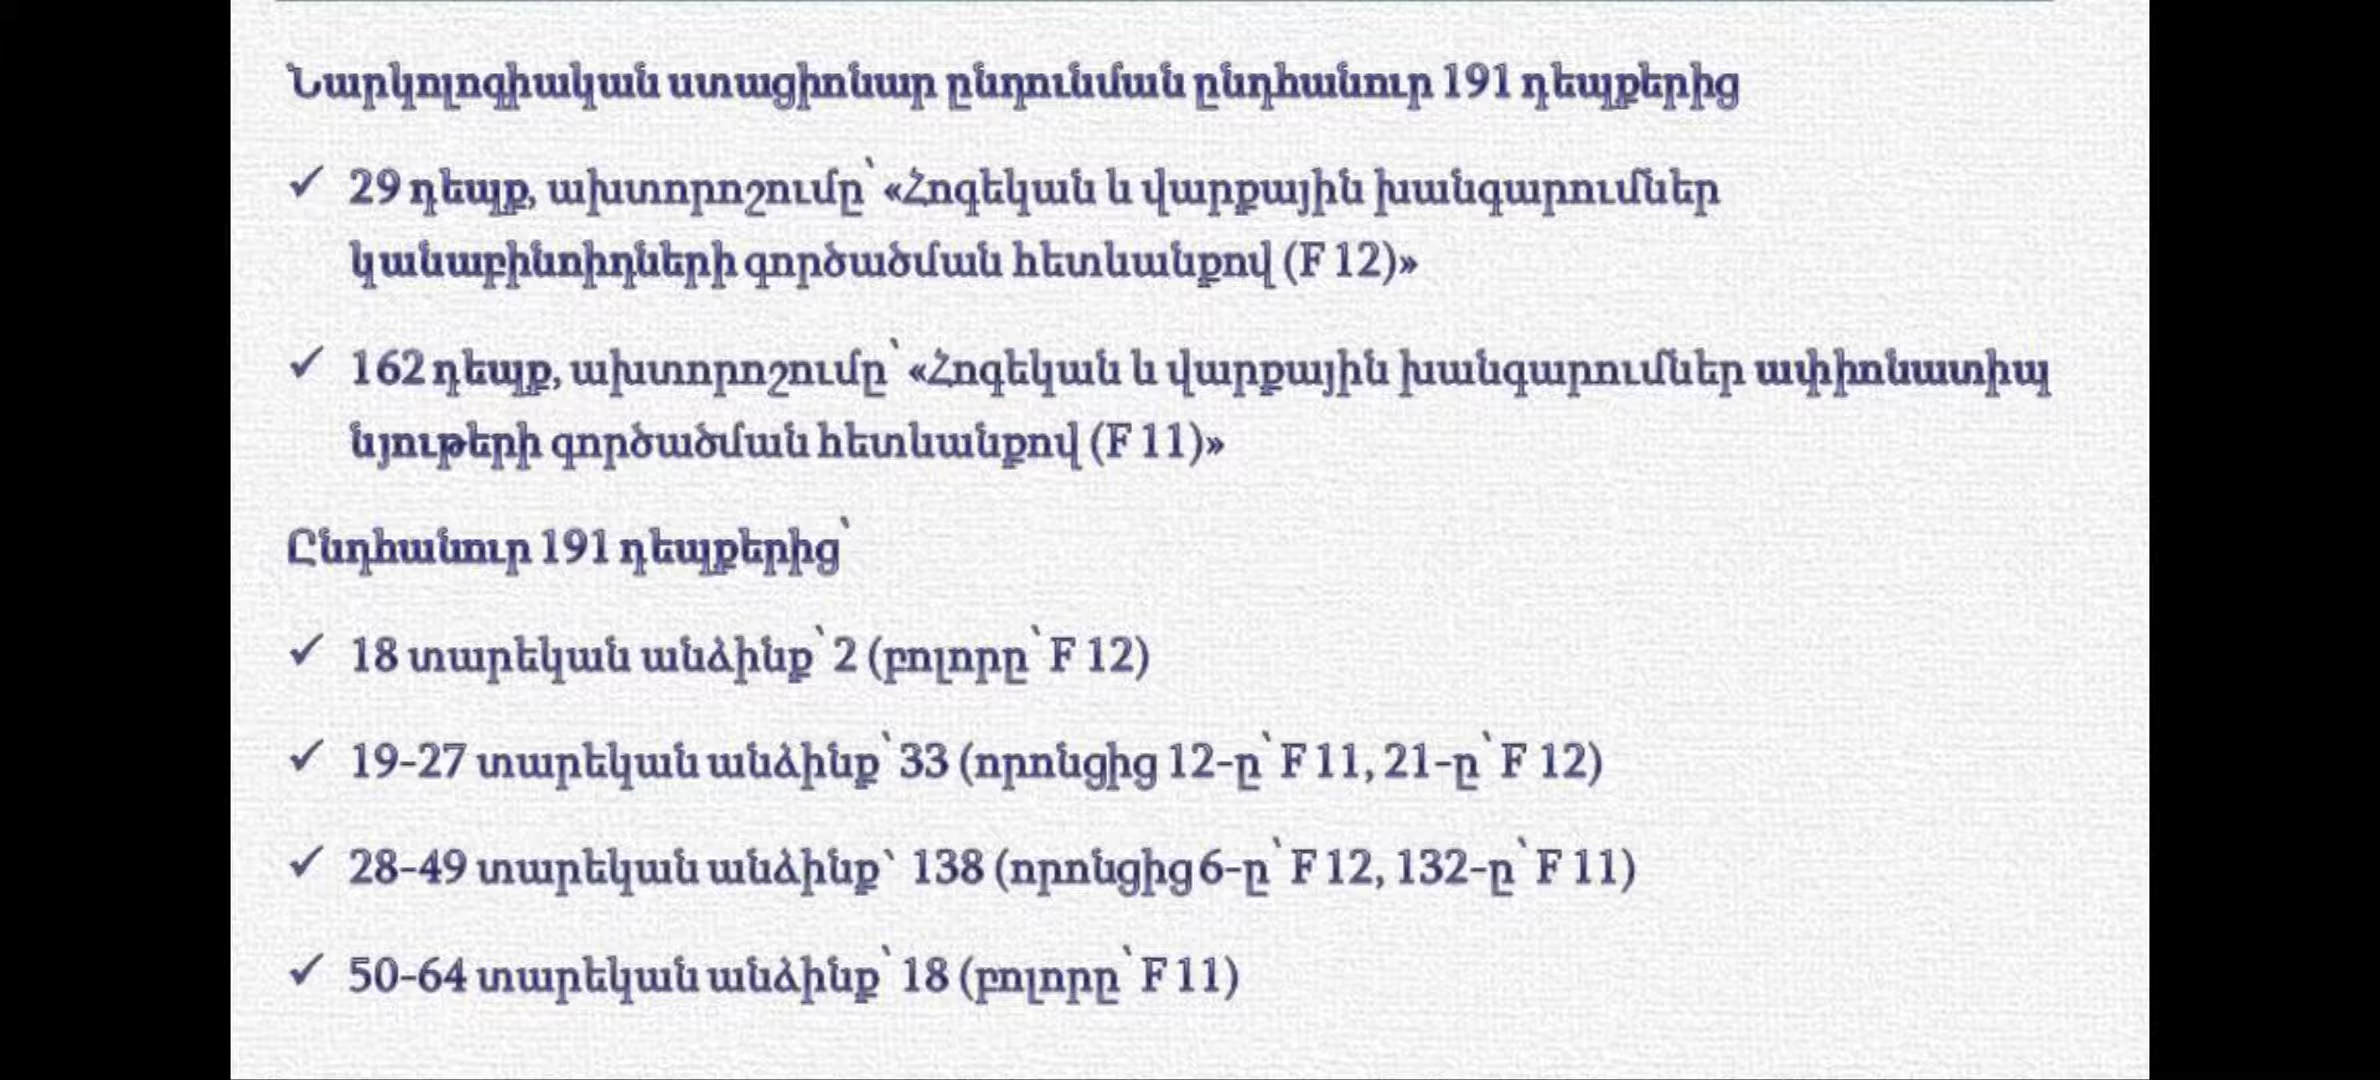 Նարկոլոգիական ստացիոնար ընդունման ընդհանուր 191 դեպքերից
✓ 29 դեպք, ախտորոշումը՝ «Հոգեկան և վարքային խանգարումներ
կանաբինոիդների գործածման հետևանքով (F 12)»
✓ 162 դեպք, ախտորոշումը՝ «Հոգեկան և վարքային խանգարումներ ափիոնատիպ
նյութերի գործածման հետևանքով (F 11)»
Ընդհանուր 191 դեպքերից՝
✓ 18 տարեկան անձինք՝ 2 (բոլորը՝ F 12)
✓ 19-27 տարեկան անձինք՝ 33 (որոնցից 12-ը՝ F 11, 21-ը՝ F 12)
✓ 28-49 տարեկան անձինք՝ 138 (որոնցից 6-ը՝ F 12, 132-ը՝ F 11)
✓ 50-64 տարեկան անձինք՝ 18 (բոլորը՝ F 11)